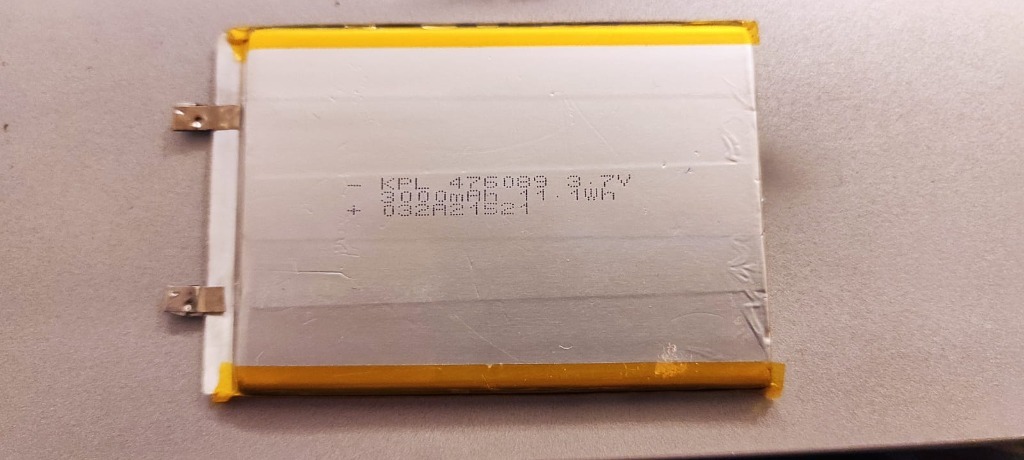 - KPL 476089 3.7V
3000mAh 11.1Wh
+ 032A21521